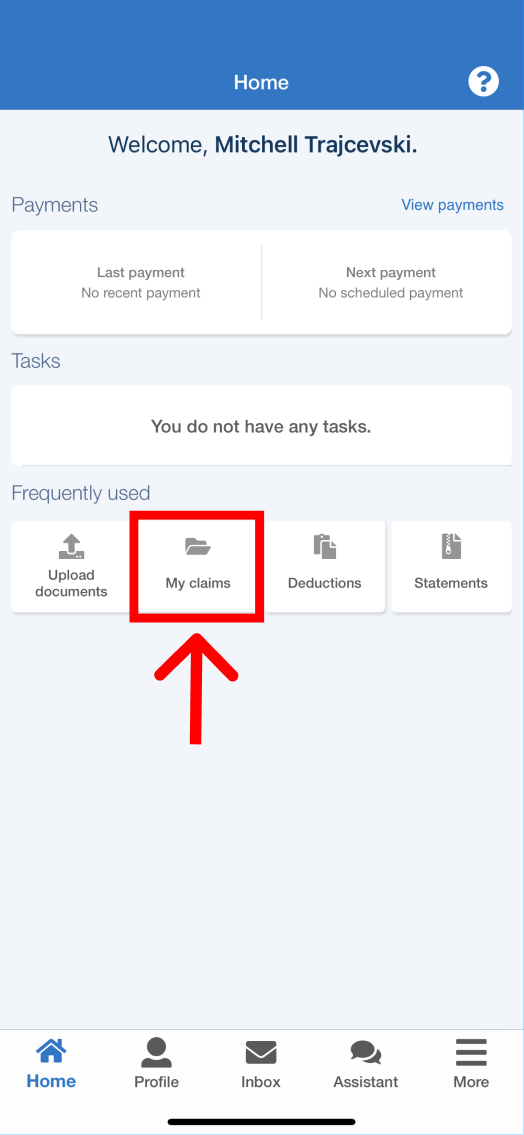 Home
?
Welcome, Mitchell Trajcevski.
Payments
View payments
Last payment
No recent payment
Next payment
No scheduled payment
Tasks
You do not have any tasks.
Frequently used
Upload
documents
My claims
Deductions
Statements
Home
Profile
Inbox
Assistant
More